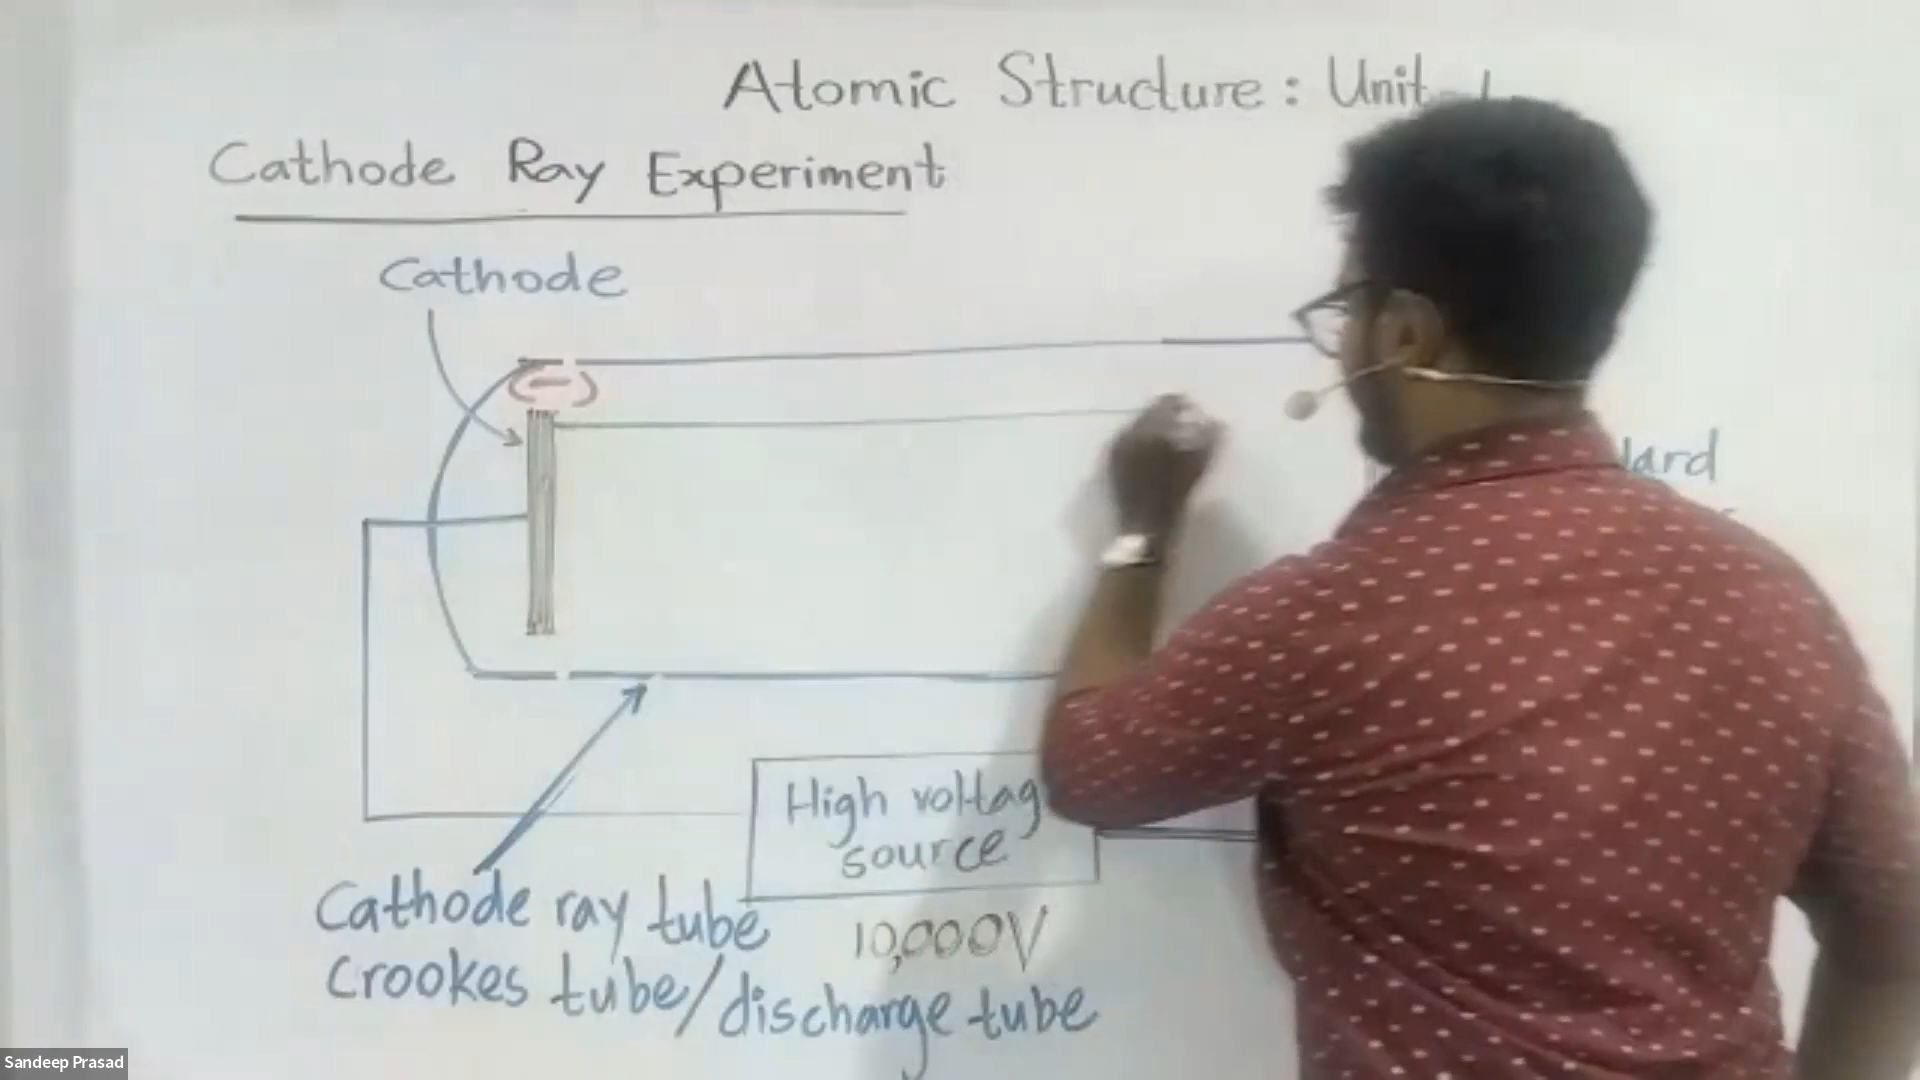 Atomic Structure: Unit-1
Cathode Ray Experiment
Cathode
(-)
High voltag
source
10,000V
Cathode ray tube
Crookes tube/discharge tube
Sandeep Prasad